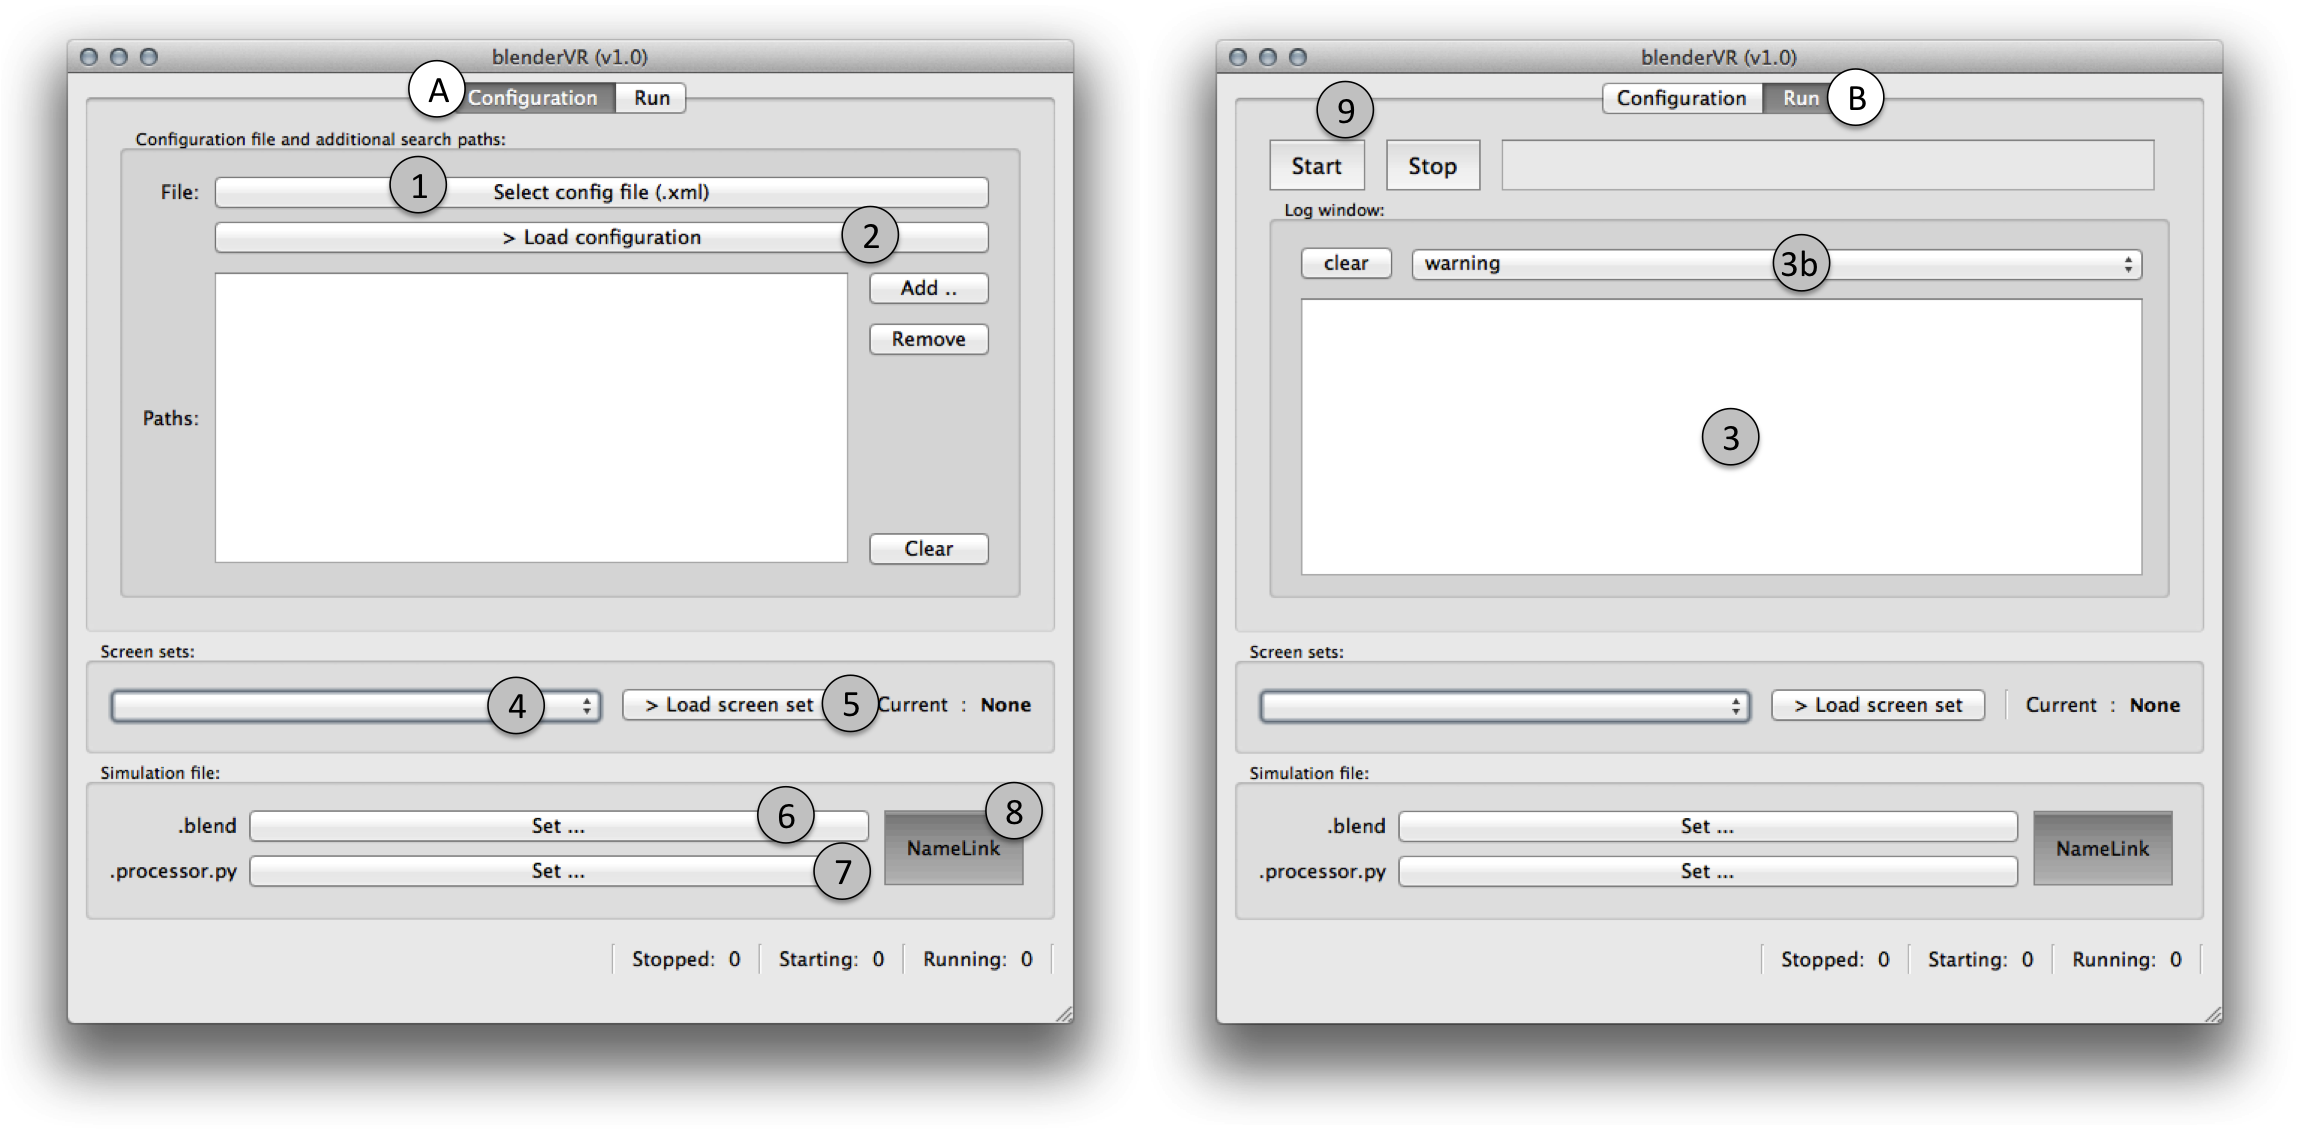 blenderVR (v1.0)
A Configuration Run
Configuration file and additional search paths:
File: 1 Select config file (.xml)
> Load configuration 2
Add ..
Remove
Paths:
Clear
Screen sets:
4 > Load screen set 5 Current : None
Simulation file:
.blend Set ... 6
8
NameLink
.processor.py Set ... 7
Stopped: 0 Starting: 0 Running: 0
blenderVR (v1.0)
Configuration Run B
9
Start Stop
Log window:
clear warning 3b
3
Screen sets:
> Load screen set Current : None
Simulation file:
.blend Set ...
NameLink
.processor.py Set ...
Stopped: 0 Starting: 0 Running: 0